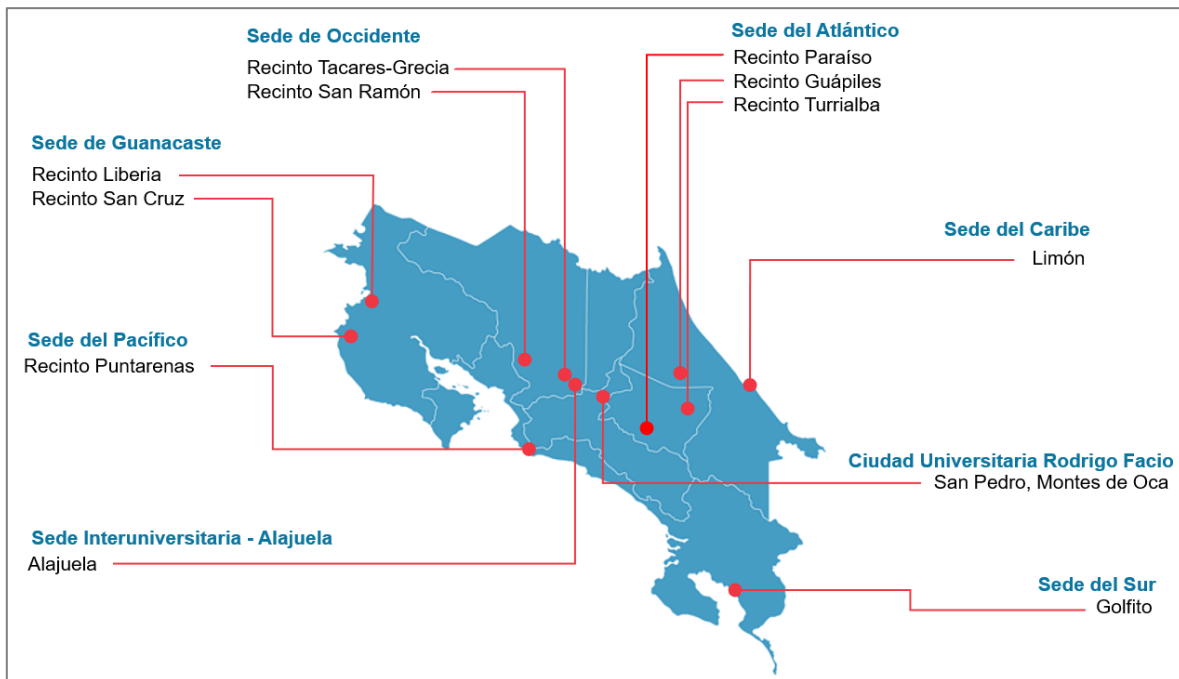 Sede de Occidente
Recinto Tacares-Grecia
Recinto San Ramón
Sede del Atlántico
Recinto Paraíso
Recinto Guápiles
Recinto Turrialba
Sede de Guanacaste
Recinto Liberia
Recinto San Cruz
Sede del Caribe
Limón
Sede del Pacífico
Recinto Puntarenas
Ciudad Universitaria Rodrigo Facio
San Pedro, Montes de Oca
Sede Interuniversitaria - Alajuela
Alajuela
Sede del Sur
Golfito